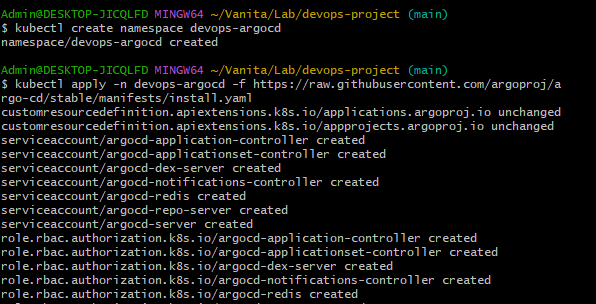 Admin@DESKTOP-JICQLFD MINGW64 ~/Vanita/Lab/devops-project (main)
$ kubectl create namespace devops-argocd
namespace/devops-argocd created
Admin@DESKTOP-JICQLFD MINGW64 ~/Vanita/Lab/devops-project (main)
$ kubectl apply -n devops-argocd -f https://raw.githubusercontent.com/argoproj/a
rgo-cd/stable/manifests/install.yaml
customresourcedefinition.apiextensions.k8s.io/applications.argoproj.io unchanged
customresourcedefinition.apiextensions.k8s.io/appprojects.argoproj.io unchanged
serviceaccount/argocd-application-controller created
serviceaccount/argocd-applicationset-controller created
serviceaccount/argocd-dex-server created
serviceaccount/argocd-notifications-controller created
serviceaccount/argocd-redis created
serviceaccount/argocd-repo-server created
serviceaccount/argocd-server created
role.rbac.authorization.k8s.io/argocd-application-controller created
role.rbac.authorization.k8s.io/argocd-applicationset-controller created
role.rbac.authorization.k8s.io/argocd-dex-server created
role.rbac.authorization.k8s.io/argocd-notifications-controller created
role.rbac.authorization.k8s.io/argocd-redis created